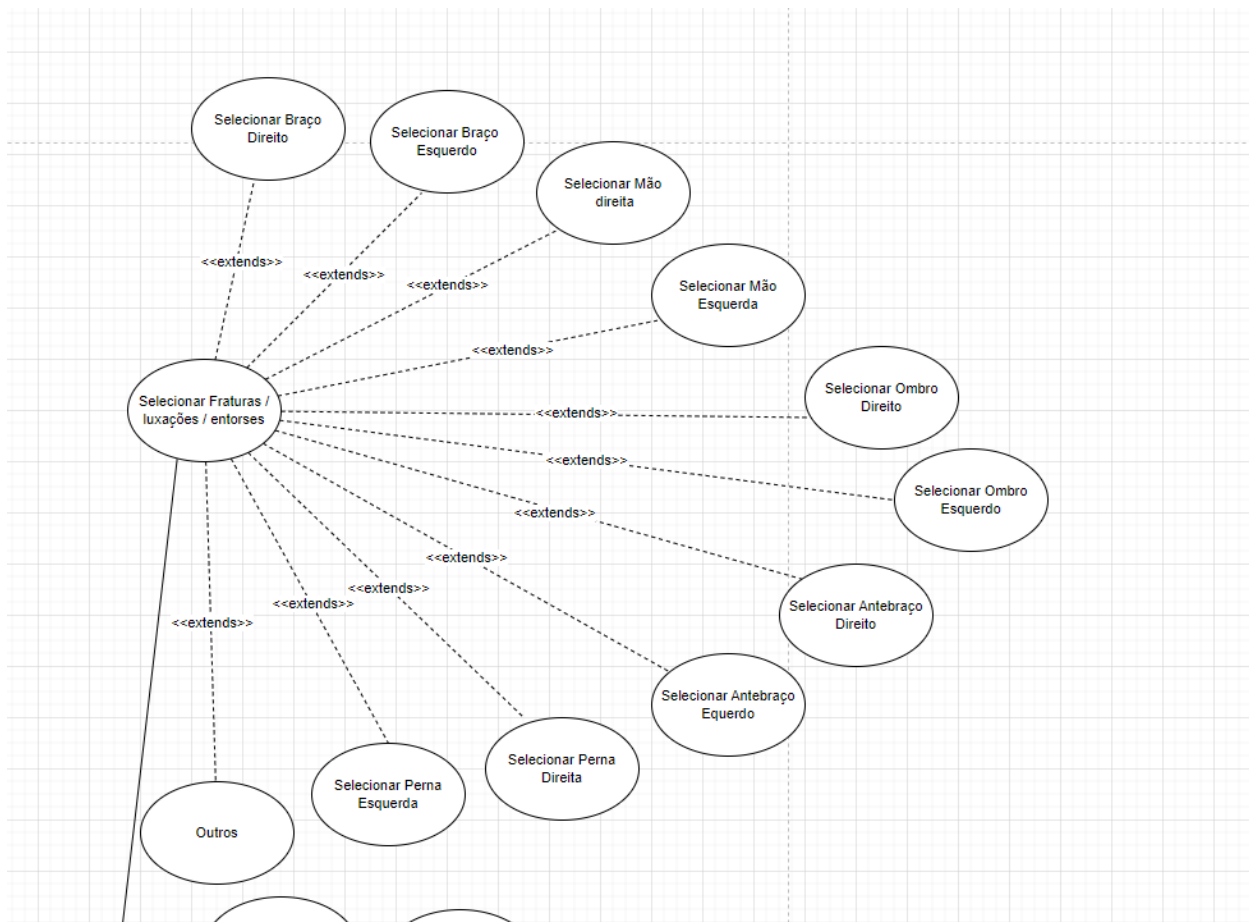 Selecionar Braço
Direito
Selecionar Braço
Esquerdo
Selecionar Mão
direita
<<extends>>
<<extends>>
<<extends>>
Selecionar Mão
Esquerda
<<extends>>
Selecionar Fraturas /
luxações / entorses
<<extends>>
Selecionar Ombro
Direito
<<extends>>
Selecionar Ombro
Esquerdo
<<extends>>
<<extends>>
Selecionar Antebraço
Direito
<<extends>>
<<extends>>
<<extends>>
Selecionar Antebraço
Equerdo
Selecionar Perna
Direita
Selecionar Perna
Esquerda
Outros